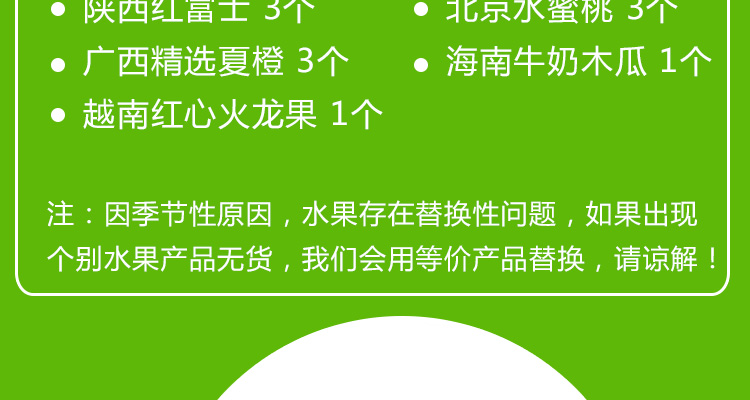 ● 陕西红富士 3个 ● 北京水蜜桃 3个
● 广西精选夏橙 3个 ● 海南牛奶木瓜 1个
● 越南红心火龙果 1个
注：因季节性原因，水果存在替换性问题，如果出现
个别水果产品无货，我们会用等价产品替换，请谅解！